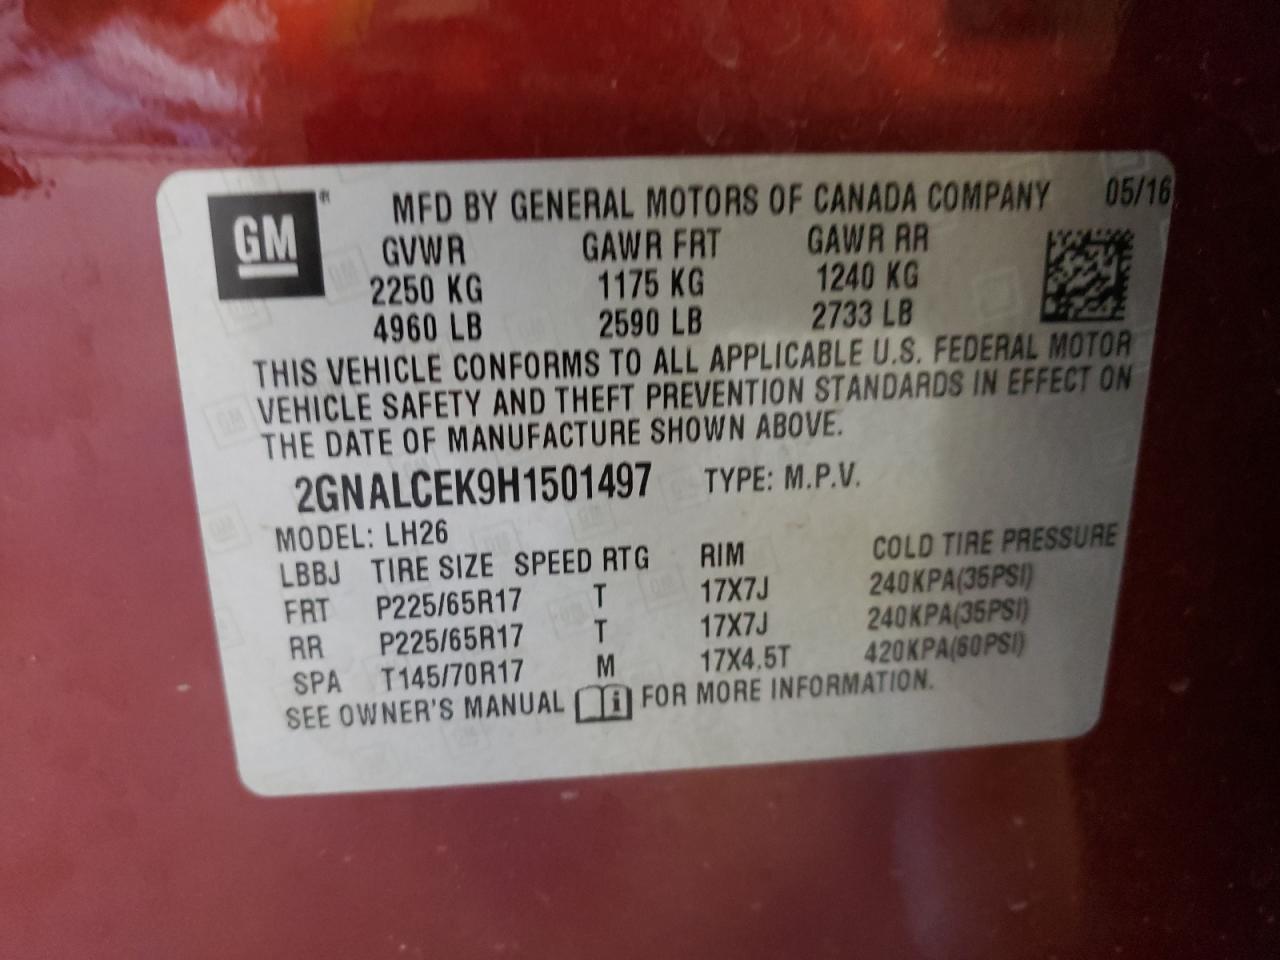 GM® MFD BY GENERAL MOTORS OF CANADA COMPANY 05/16
GVWR GAWR FRT GAWR RR
2250 KG 1175 KG 1240 KG
4960 LB 2590 LB 2733 LB
THIS VEHICLE CONFORMS TO ALL APPLICABLE U.S. FEDERAL MOTOR
VEHICLE SAFETY AND THEFT PREVENTION STANDARDS IN EFFECT ON
THE DATE OF MANUFACTURE SHOWN ABOVE.
2GNALCEK9H1501497 TYPE: M.P.V.
MODEL: LH26
LBBJ TIRE SIZE SPEED RTG RIM COLD TIRE PRESSURE
FRT P225/65R17 T 17X7J 240KPA(35PSI)
RR P225/65R17 T 17X7J 240KPA(35PSI)
SPA T145/70R17 M 17X4.5T 420KPA(60PSI)
SEE OWNER'S MANUAL i FOR MORE INFORMATION.